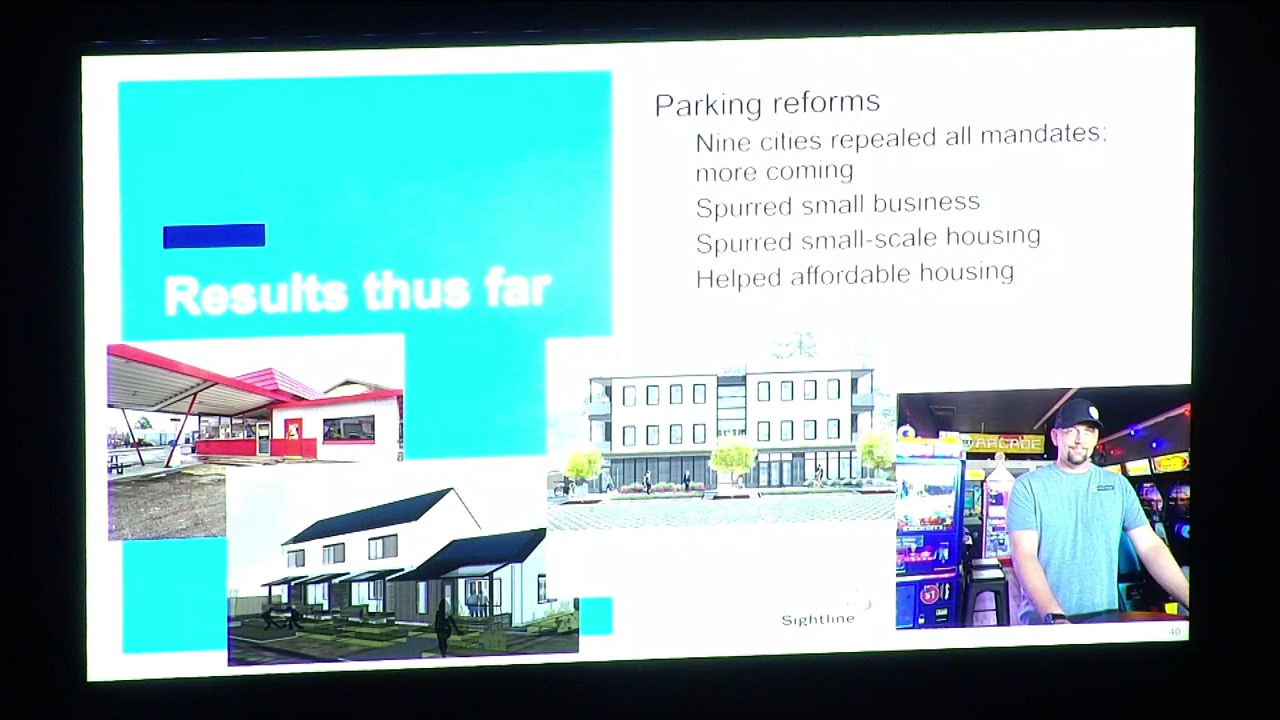 Parking reforms
Nine cities repealed all mandates;
more coming
Spurred small business
Spurred small-scale housing
Helped affordable housing
Results thus far
ARCADE
Sightline
40